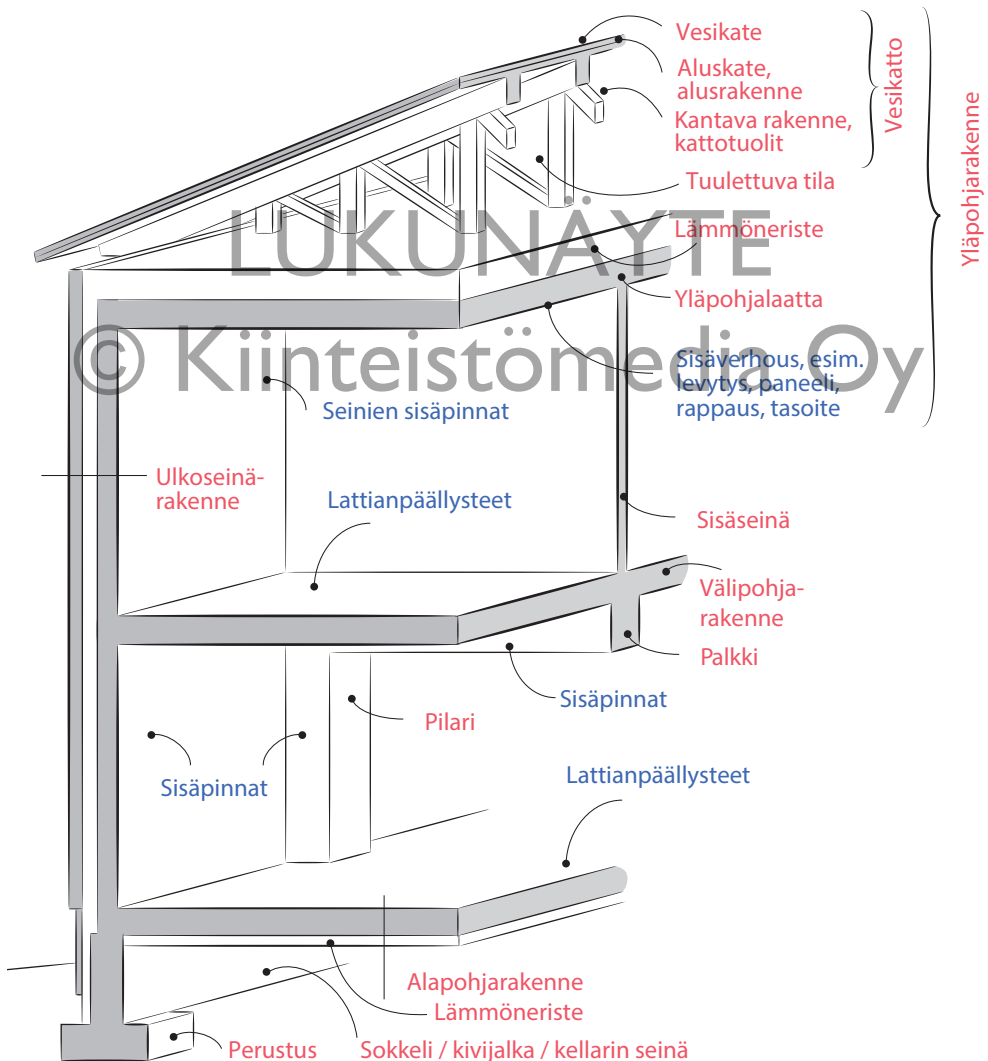 Vesikate
Aluskate,
alusrakenne
Kantava rakenne,
kattotuolit
Vesikatto
Yläpohjarakenne
Tuulettuva tila
LUKUNÄYTE
Lämmöneriste
Yläpohjalaatta
© Kiinteistömedia Oy
Sisäverhous, esim.
levytys, paneeli,
rappaus, tasoite
Seinien sisäpinnat
Ulkoseinä-
rakenne
Lattianpäällysteet
Sisäseinä
Välipohja-
rakenne
Palkki
Sisäpinnat
Pilari
Sisäpinnat
Lattianpäällysteet
Alapohjarakenne
Lämmöneriste
Perustus
Sokkeli / kivijalka / kellarin seinä